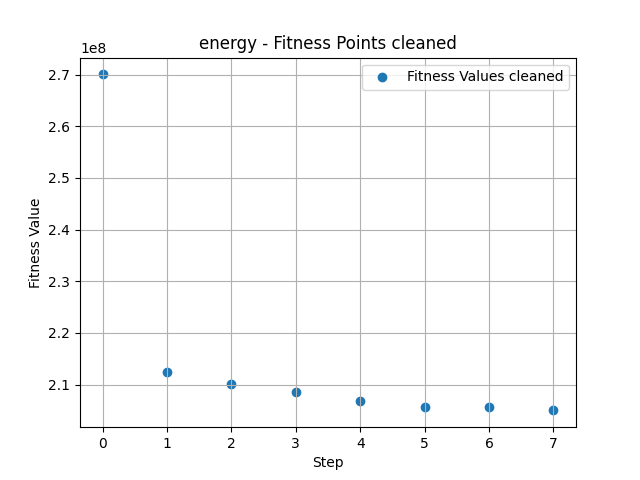 energy - Fitness Points cleaned
1e8
Fitness Values cleaned
2.7
2.6
2.5
2.4
2.3
2.2
2.1
Fitness Value
0 1 2 3 4 5 6 7
Step